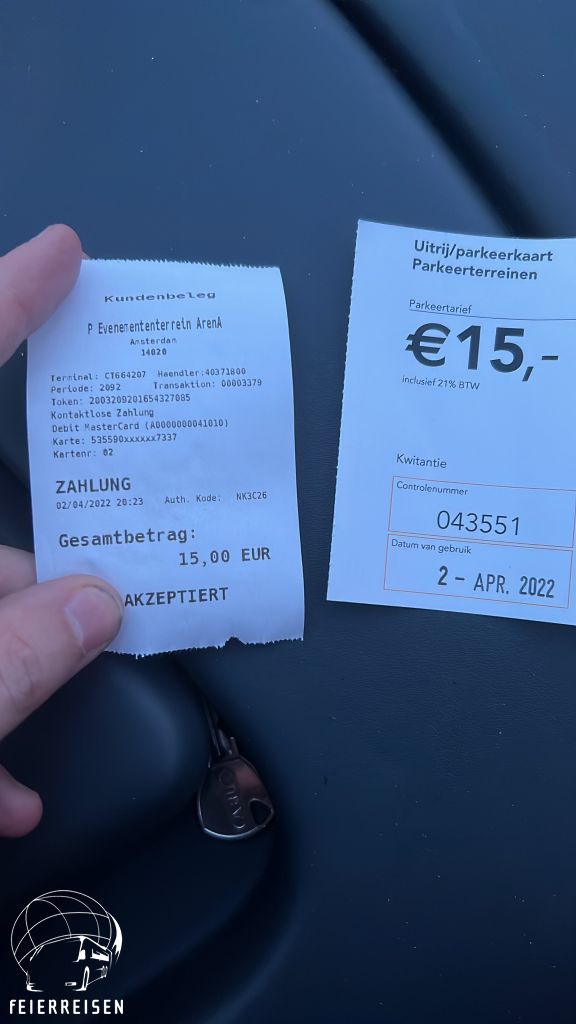 Kundenbeleg
P Evenemententerrein ArenA
Amsterdam
14020
Terminal: CT664207 Haendler:40371800
Periode: 2092 Transaktion: 00003379
Token: 2003209201654327085
Kontaktlose Zahlung
Debit MasterCard (A0000000041010)
Karte: 535590xxxxxx7337
Kartenr: 02
ZAHLUNG
02/04/2022 20:23 Auth. Kode: NK3C26
Gesamtbetrag:
15,00 EUR
AKZEPTIERT
Uitrij/parkeerkaart
Parkeerterreinen
Parkeertarief
€15,-
inclusief 21% BTW
Kwitantie
Controlenummer
043551
Datum van gebruik
2 - APR. 2022
FEIERREISEN